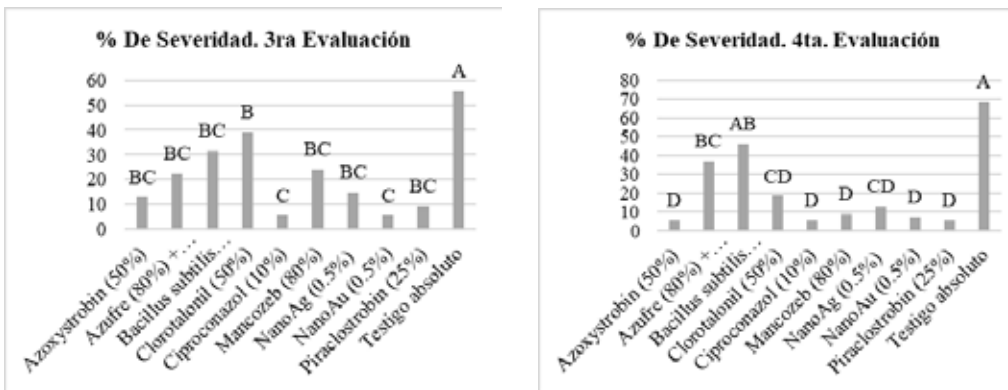 % De Severidad. 3ra Evaluación
60
50
40
30
20
10
0
BC
BC
BC
B
C
BC
BC
C
BC
A
Azoxystrobin (50%)
Azufre (80%) +…
Bacillus subtilis…
Clorotalonil (50%)
Ciproconazol (10%)
Mancozeb (80%)
NanoAg (0.5%)
NanoAu (0.5%)
Piraclostrobin (25%)
Testigo absoluto
% De Severidad. 4ta. Evaluación
80
70
60
50
40
30
20
10
0
D
BC
AB
CD
D
D
CD
D
D
A
Azoxystrobin (50%)
Azufre (80%) +…
Bacillus subtilis…
Clorotalonil (50%)
Ciproconazol (10%)
Mancozeb (80%)
NanoAg (0.5%)
NanoAu (0.5%)
Piraclostrobin (25%)
Testigo absoluto